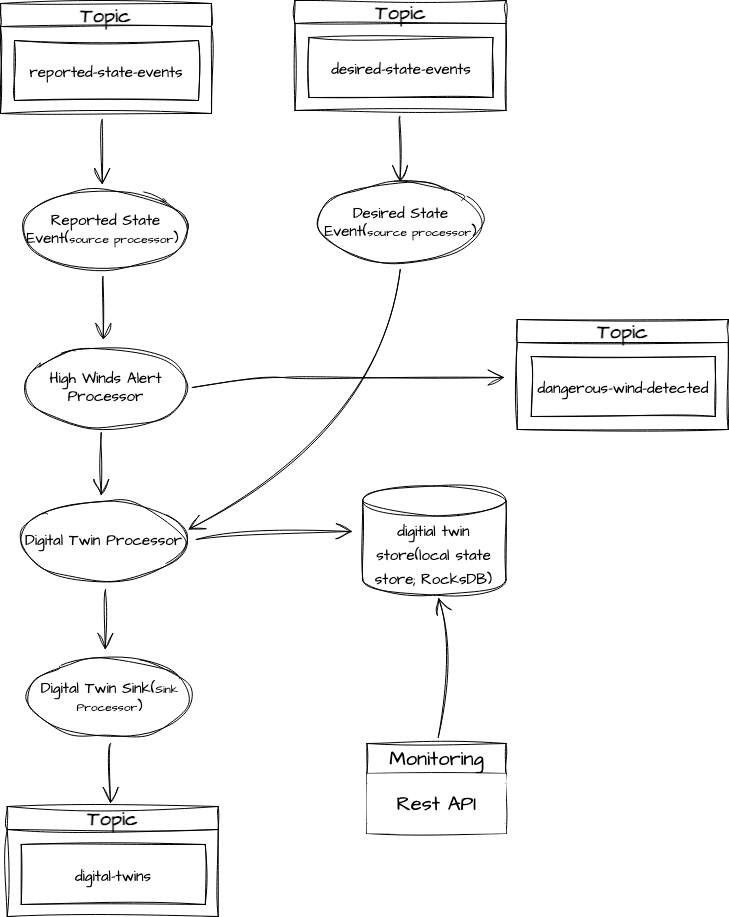 Topic
reported-state-events
Topic
desired-state-events
Reported State
Event(source processor)
Desired State
Event(source processor)
High Winds Alert
Processor
Topic
dangerous-wind-detected
Digital Twin Processor
digitial twin
store(local state
store; RocksDB)
Digital Twin Sink(Sink
Processor)
Monitoring
Rest API
Topic
digital-twins